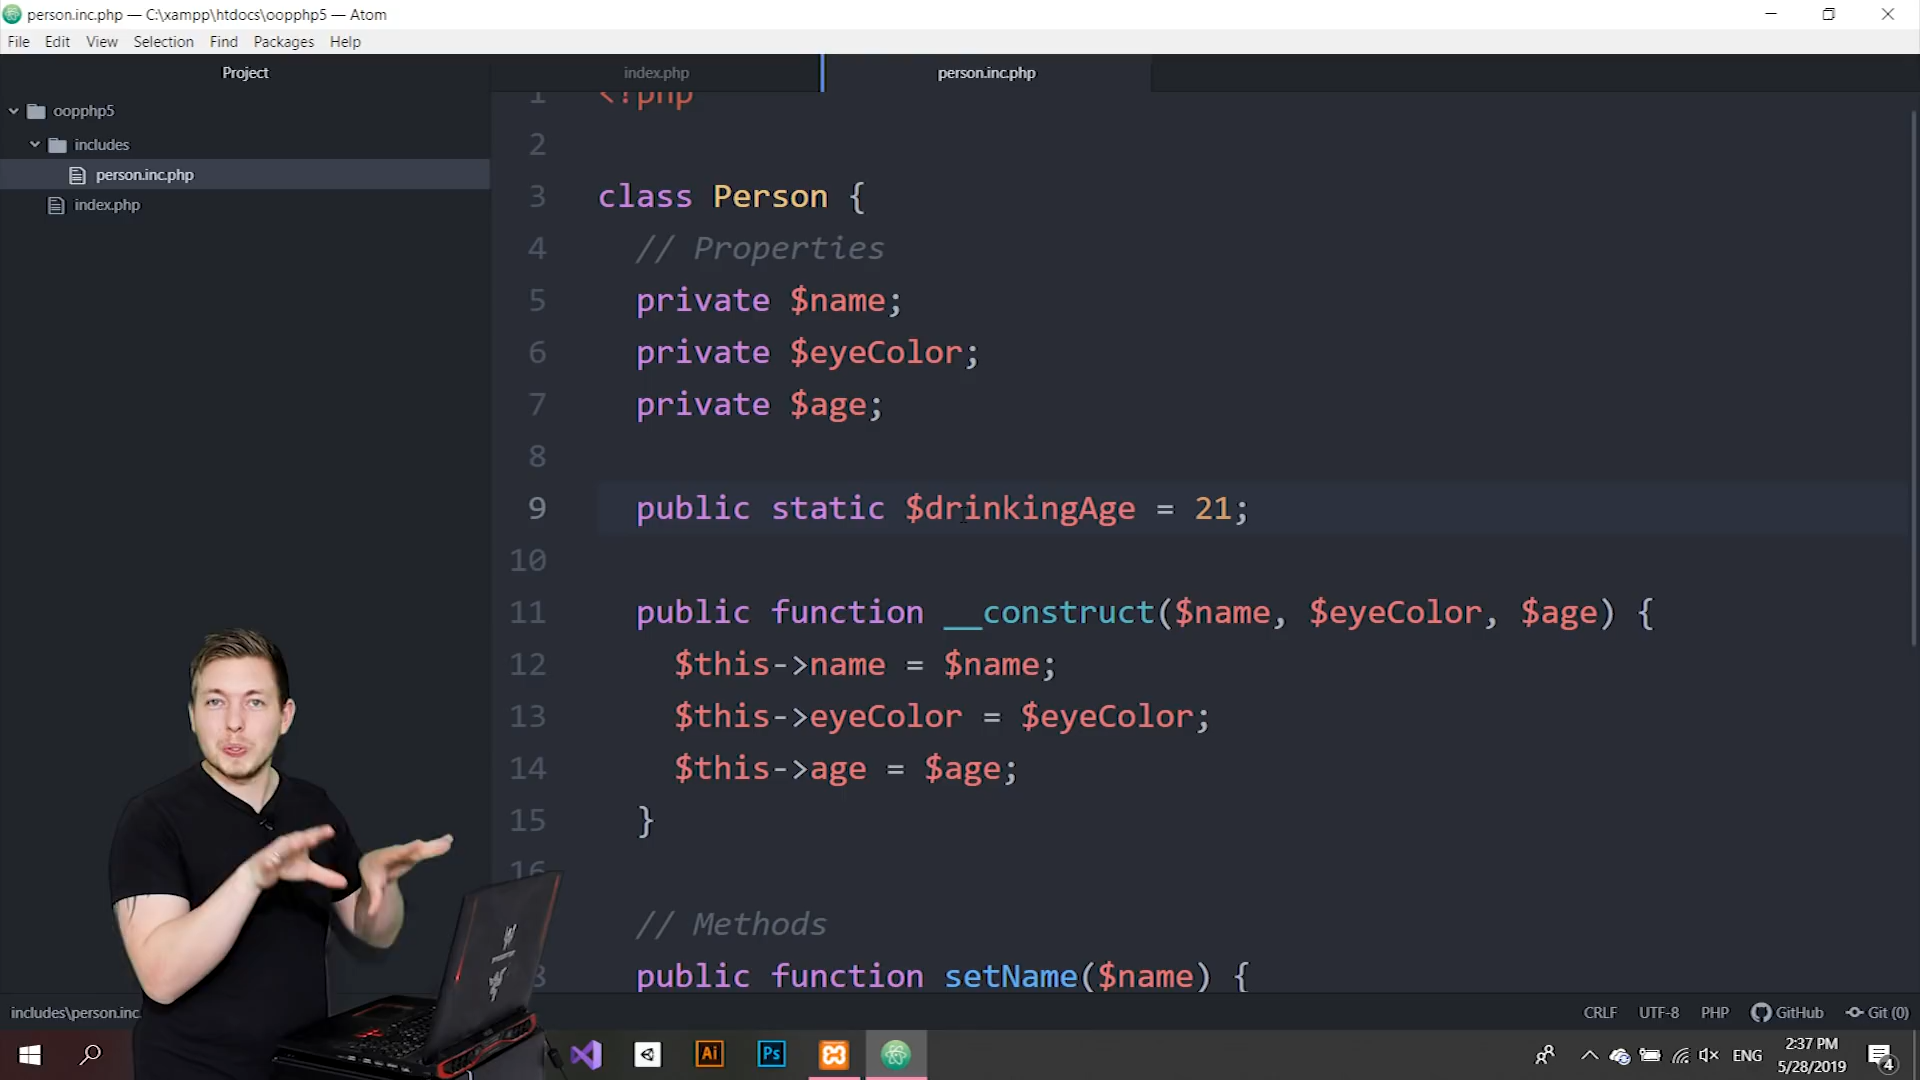 person.inc.php — C:\xampp\htdocs\oopphp5 — Atom
File Edit View Selection Find Packages Help
Project
index.php
person.inc.php
oopphp5
includes
person.inc.php
index.php
1 <?php
2
3 class Person {
4 // Properties
5 private $name;
6 private $eyeColor;
7 private $age;
8
9 public static $drinkingAge = 21;
10
11 public function __construct($name, $eyeColor, $age) {
12 $this->name = $name;
13 $this->eyeColor = $eyeColor;
14 $this->age = $age;
15 }
16
// Methods
public function setName($name) {
includes\person.inc.
CRLF UTF-8 PHP GitHub Git (0)
Ai Ps
ENG
2:37 PM
5/28/2019
4